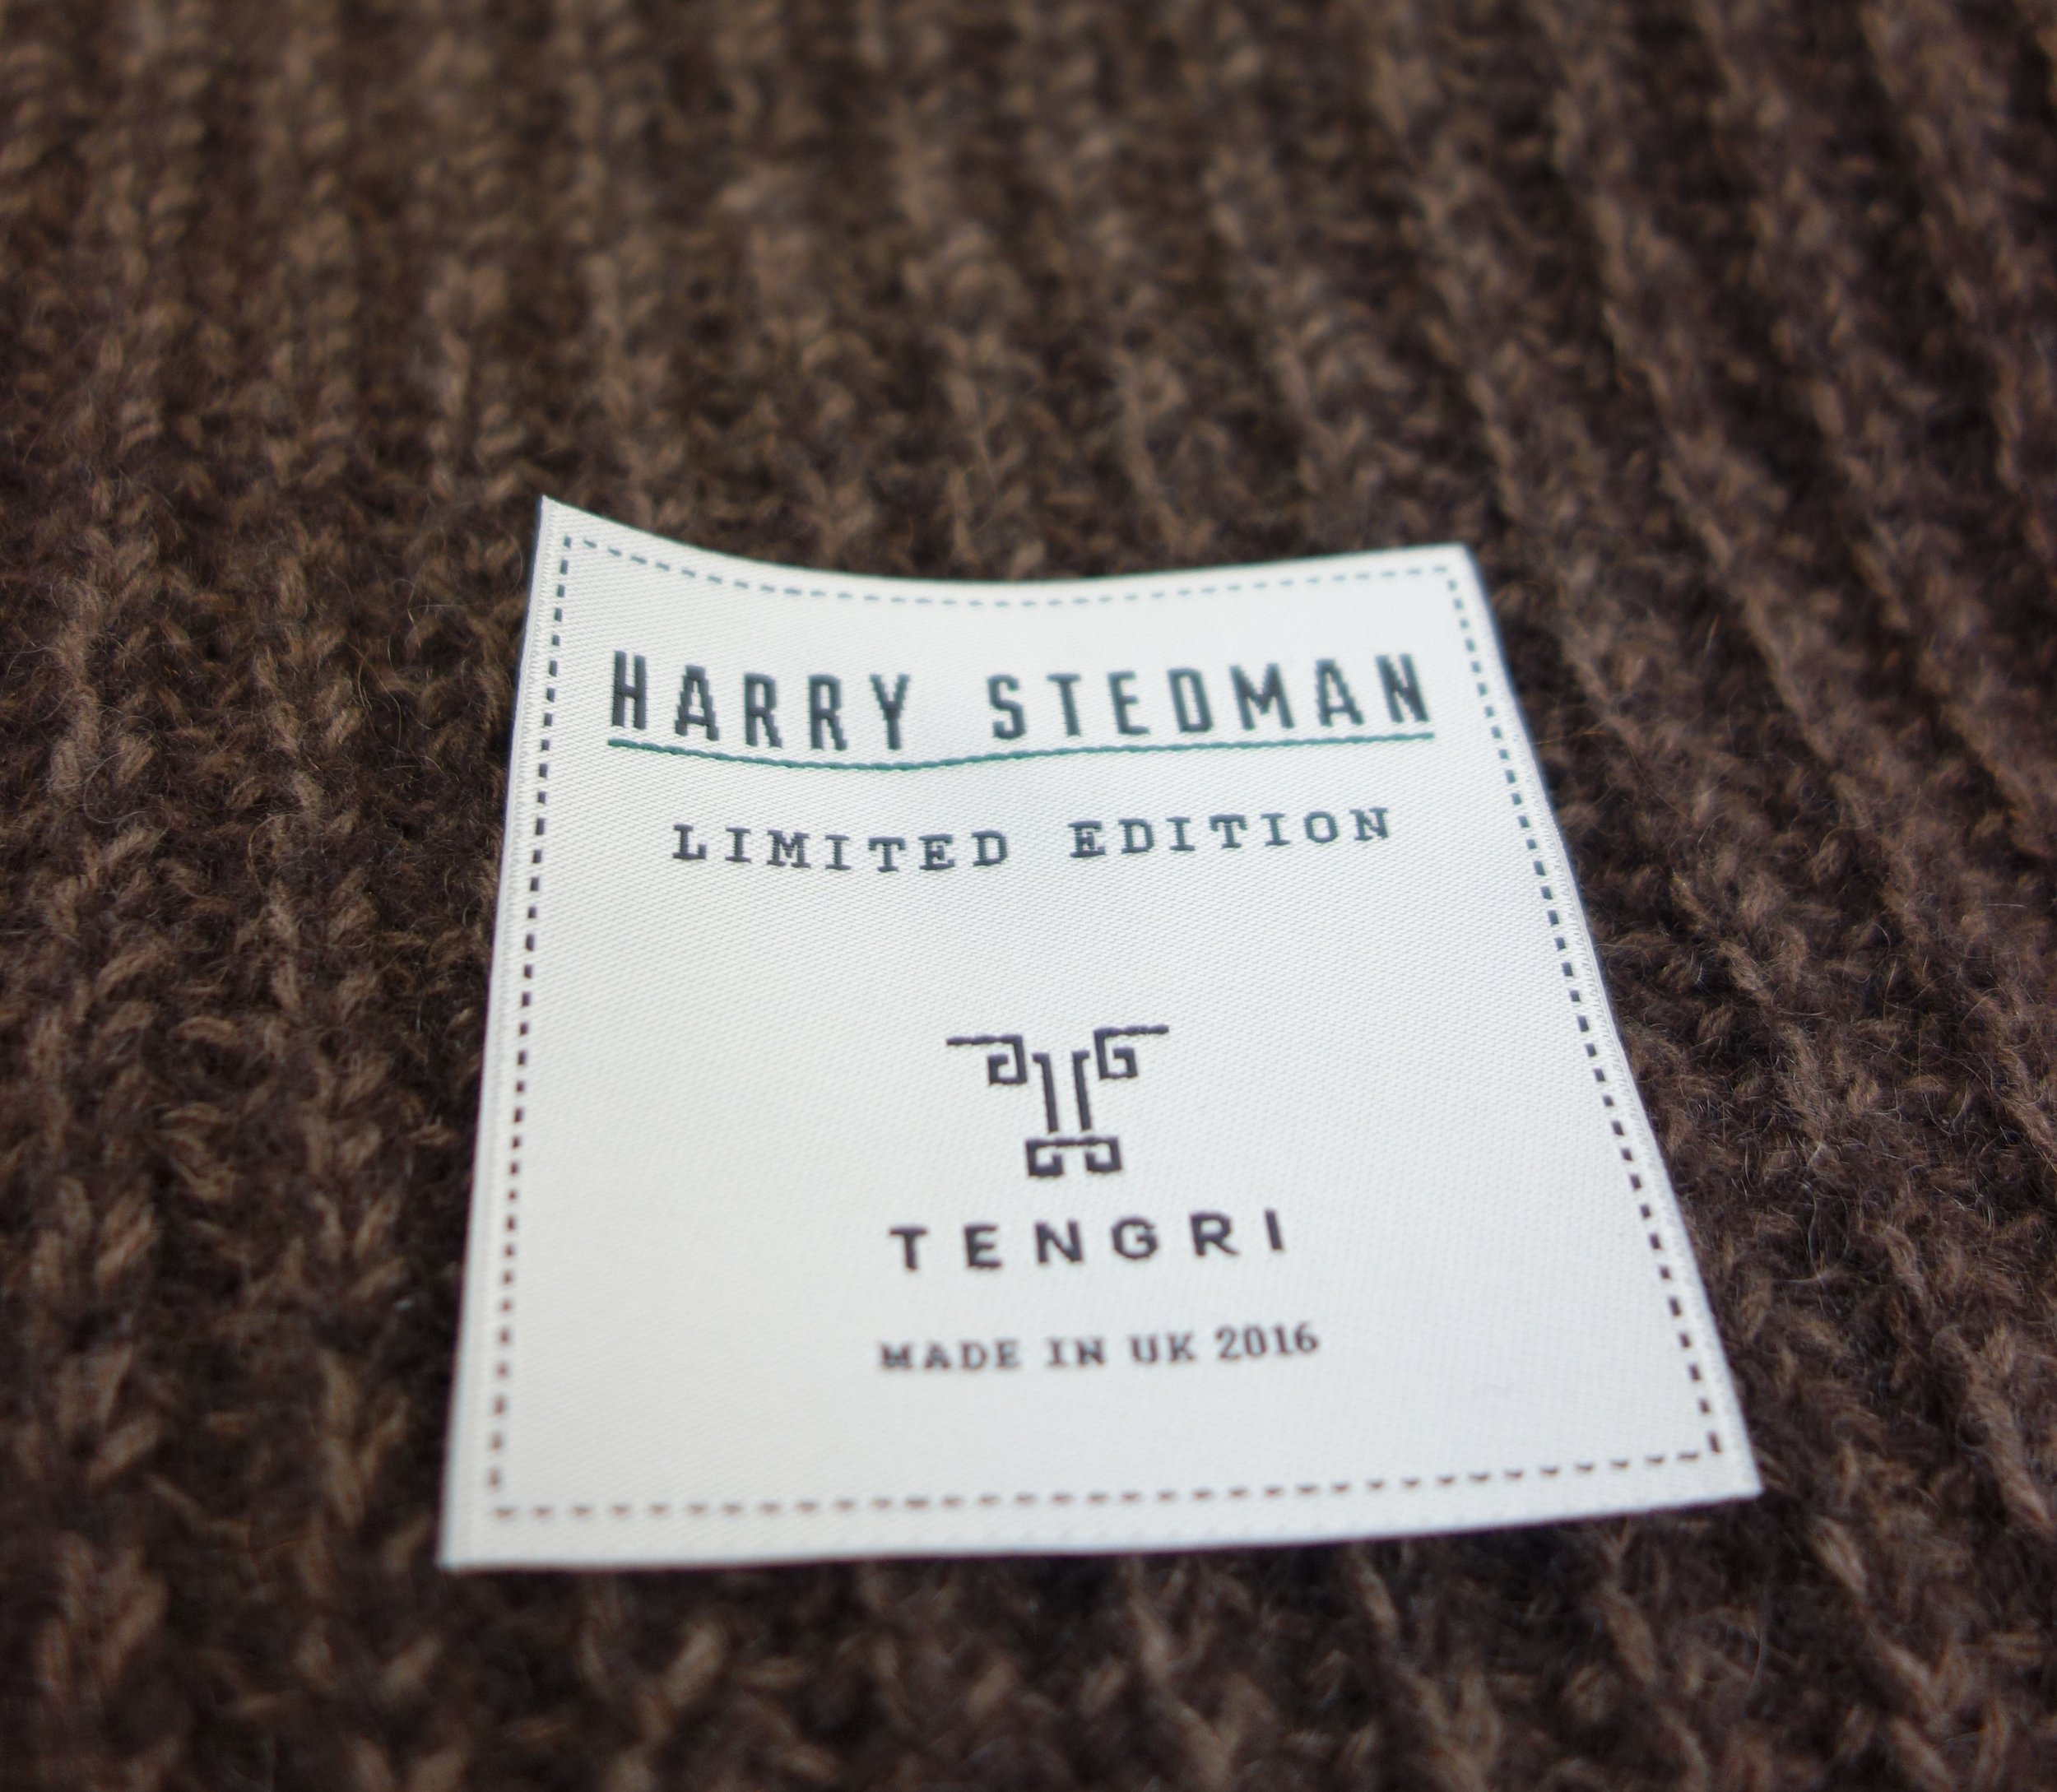 HARRY STEDMAN
LIMITED EDITION
TENGRI
MADE IN UK 2016